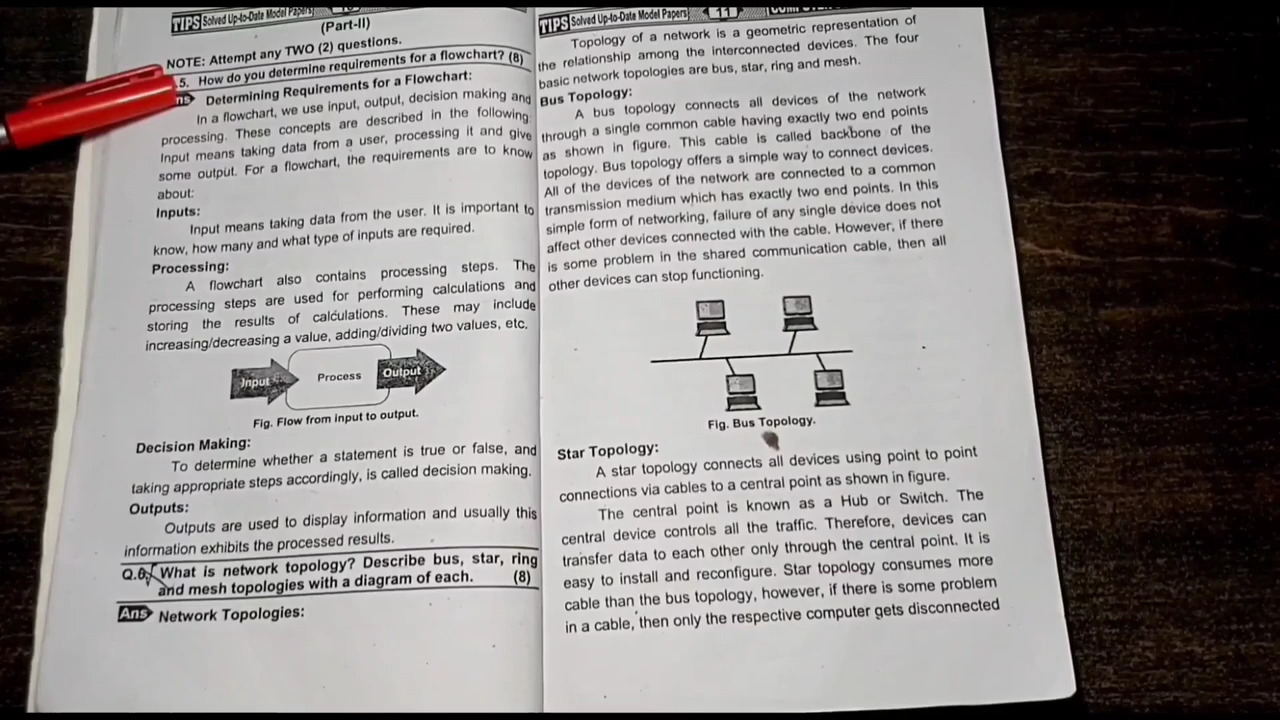 TIPS Solved Up-to-Date Model Papers
(Part-II)
NOTE: Attempt any TWO (2) questions.
.5. How do you determine requirements for a flowchart? (8)
Determining Requirements for a Flowchart:
In a flowchart, we use input, output, decision making and
processing. These concepts are described in the following:
Input means taking data from a user, processing it and give
some output. For a flowchart, the requirements are to know
about:
Inputs:
Input means taking data from the user. It is important to
know, how many and what type of inputs are required.
Processing:
A flowchart also contains processing steps. The
processing steps are used for performing calculations and
storing the results of calculations. These may include
increasing/decreasing a value, adding/dividing two values, etc.
Input Process Output
Fig. Flow from input to output.
Decision Making:
To determine whether a statement is true or false, and
taking appropriate steps accordingly, is called decision making.
Outputs:
Outputs are used to display information and usually this
information exhibits the processed results.
Q.6. What is network topology? Describe bus, star, ring
and mesh topologies with a diagram of each. (8)
Ans Network Topologies:
TIPS Solved Up-to-Date Model Papers 11
Topology of a network is a geometric representation of
the relationship among the interconnected devices. The four
basic network topologies are bus, star, ring and mesh.
Bus Topology:
A bus topology connects all devices of the network
through a single common cable having exactly two end points
as shown in figure. This cable is called backbone of the
topology. Bus topology offers a simple way to connect devices.
All of the devices of the network are connected to a common
transmission medium which has exactly two end points. In this
simple form of networking, failure of any single device does not
affect other devices connected with the cable. However, if there
is some problem in the shared communication cable, then all
other devices can stop functioning.
Fig. Bus Topology.
Star Topology:
A star topology connects all devices using point to point
connections via cables to a central point as shown in figure.
The central point is known as a Hub or Switch. The
central device controls all the traffic. Therefore, devices can
transfer data to each other only through the central point. It is
easy to install and reconfigure. Star topology consumes more
cable than the bus topology, however, if there is some problem
in a cable, then only the respective computer gets disconnected